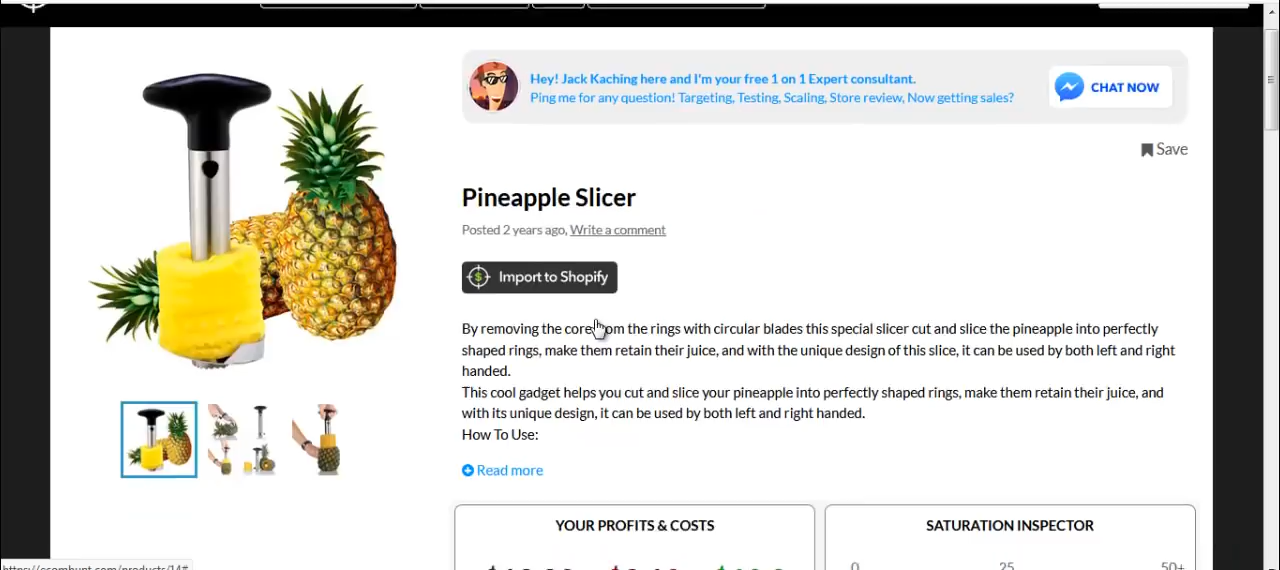 Hey! Jack Kaching here and I'm your free 1 on 1 Expert consultant.
Ping me for any question! Targeting, Testing, Scaling, Store review, Now getting sales?
CHAT NOW
Save
Pineapple Slicer
Posted 2 years ago, Write a comment
Import to Shopify
By removing the core from the rings with circular blades this special slicer cut and slice the pineapple into perfectly
shaped rings, make them retain their juice, and with the unique design of this slice, it can be used by both left and right
handed.
This cool gadget helps you cut and slice your pineapple into perfectly shaped rings, make them retain their juice, and
with its unique design, it can be used by both left and right handed.
How To Use:
Read more
YOUR PROFITS & COSTS
SATURATION INSPECTOR
0 25 50+